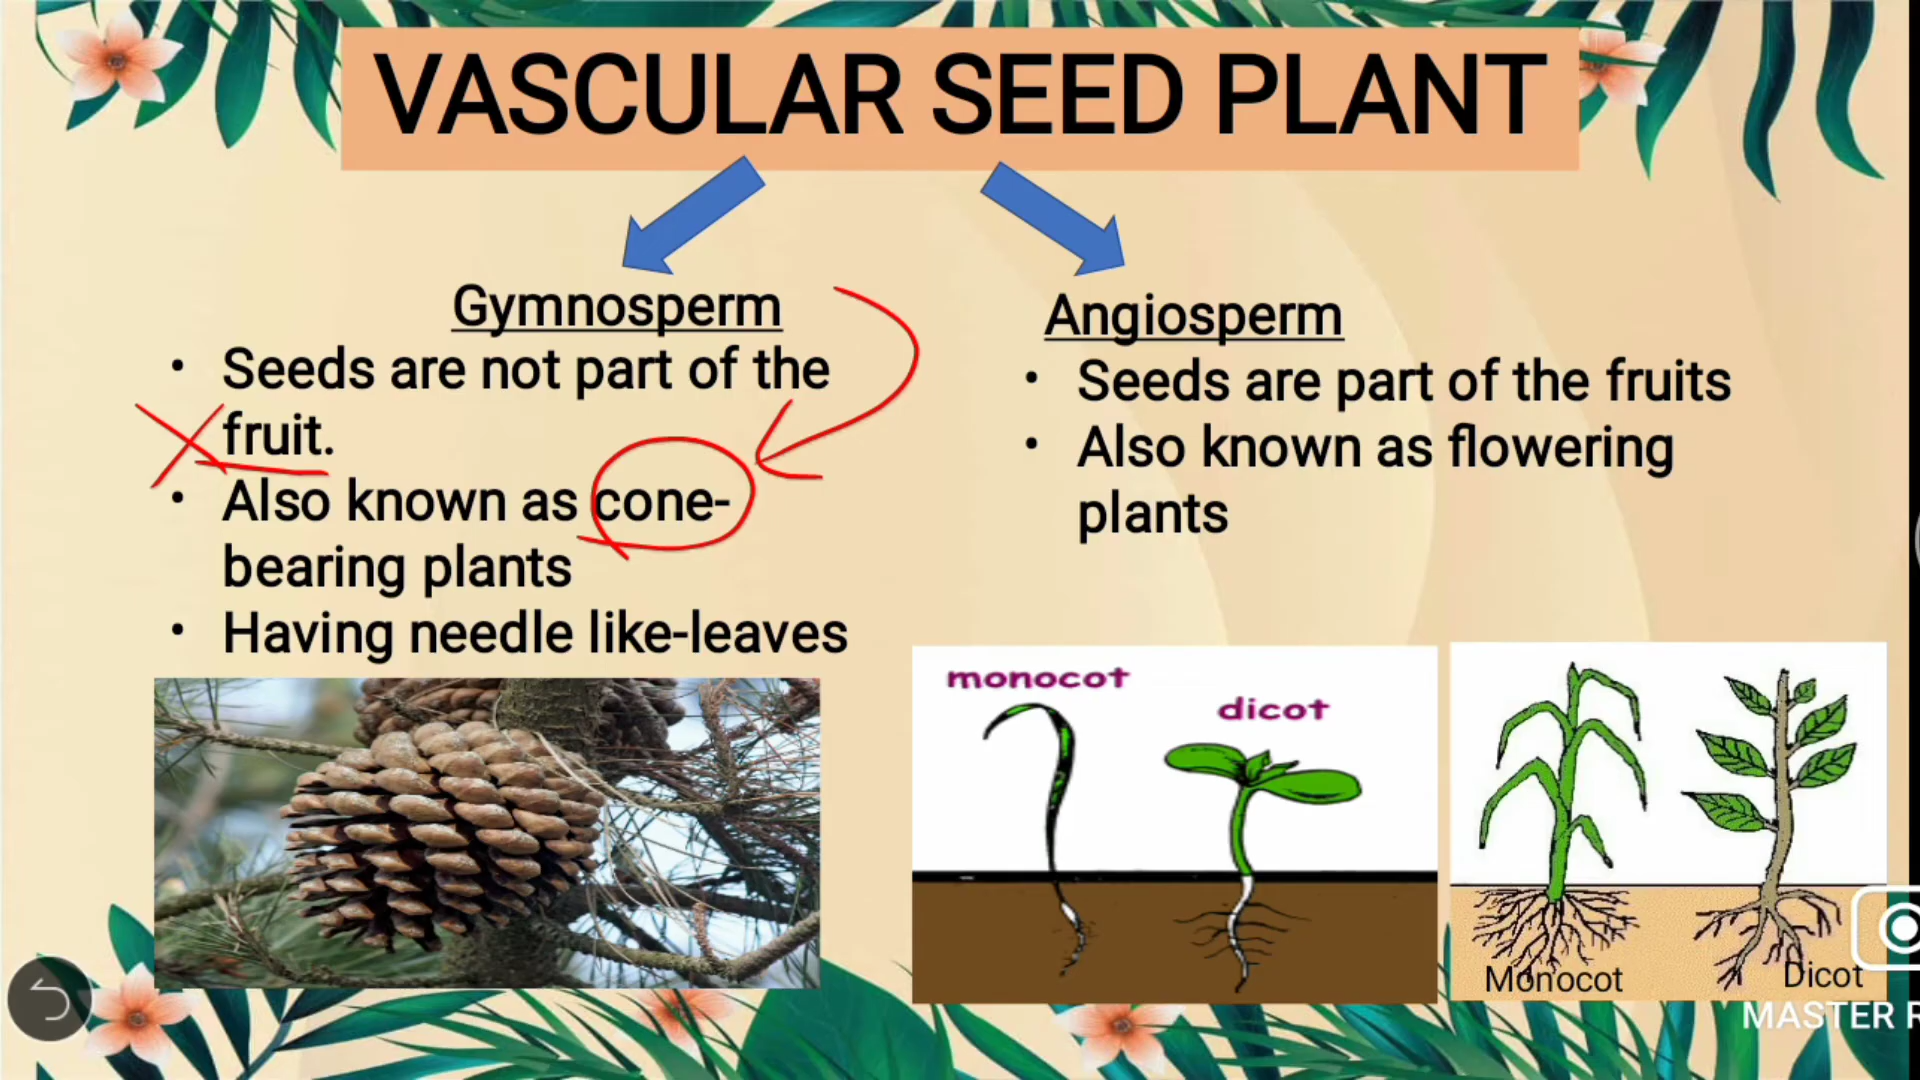 VASCULAR SEED PLANT
Gymnosperm
• Seeds are not part of the
fruit.
• Also known as cone-
bearing plants
• Having needle like-leaves
Angiosperm
• Seeds are part of the fruits
• Also known as flowering
plants
monocot
dicot
Monocot
Dicot
MASTER R